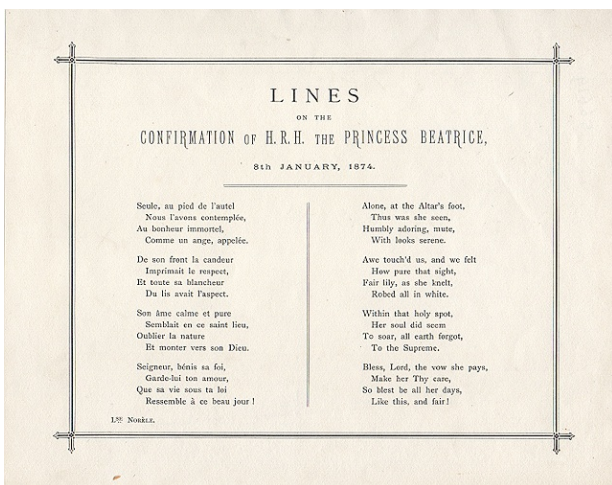 LINES
ON THE
CONFIRMATION OF H.R.H. THE PRINCESS BEATRICE,
8th JANUARY, 1874.
Seule, au pied de l'autel
Nous l'avons contemplée,
Au bonheur immortel,
Comme un ange, appelée.
De son front la candeur
Imprimait le respect,
Et toute sa blancheur
Du lis avait l'aspect.
Son âme calme et pure
Semblait en ce saint lieu,
Oublier la nature
Et monter vers son Dieu.
Seigneur, bénis sa foi,
Garde-lui ton amour,
Que sa vie sous ta loi
Ressemble à ce beau jour !
Alone, at the Altar's foot,
Thus was she seen,
Humbly adoring, mute,
With looks serene.
Awe touch'd us, and we felt
How pure that sight,
Fair lily, as she knelt,
Robed all in white.
Within that holy spot,
Her soul did seem
To soar, all earth forgot,
To the Supreme.
Bless, Lord, the vow she pays,
Make her Thy care,
So blest be all her days,
Like this, and fair!
NORÈLE.